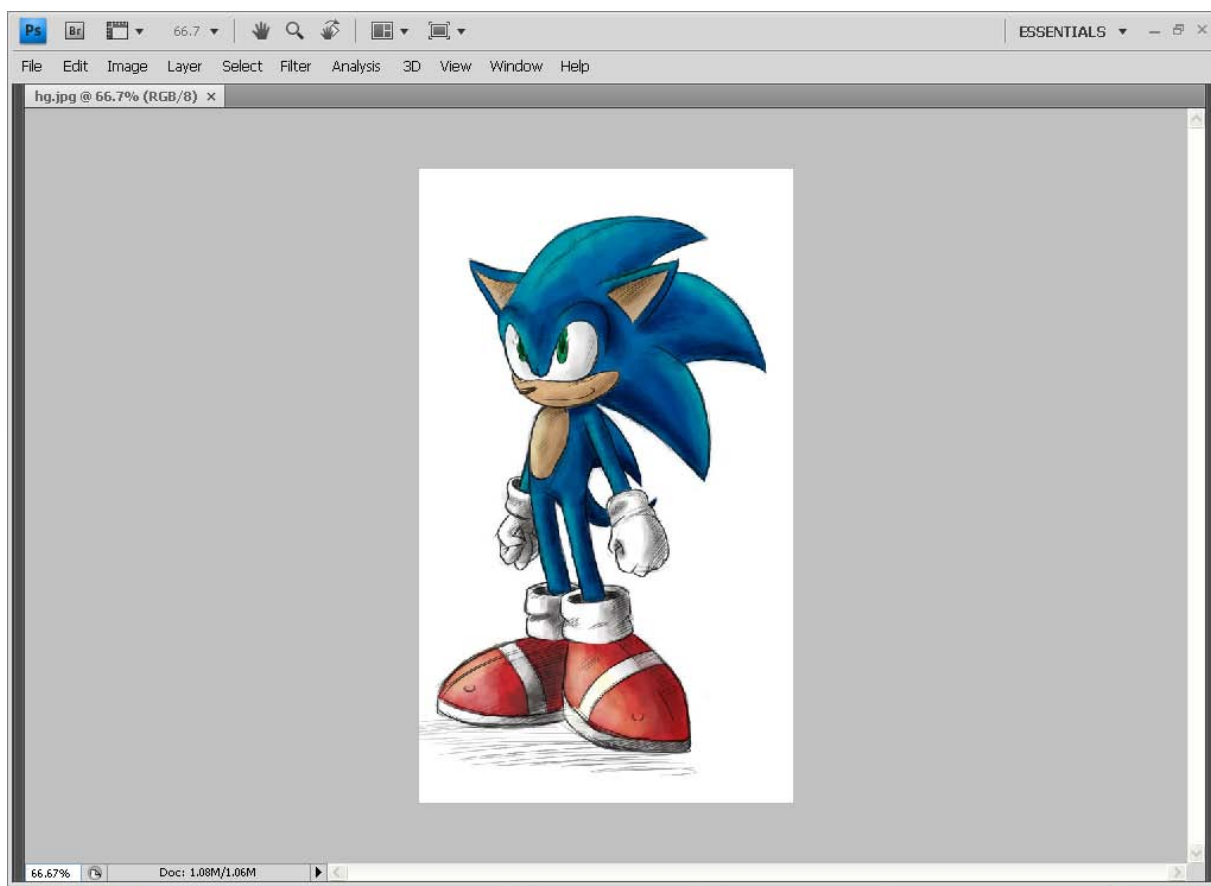 Ps Br 66.7 ESSENTIALS
File Edit Image Layer Select Filter Analysis 3D View Window Help
hg.jpg @ 66.7% (RGB/8) ×
66.67% Doc: 1.08M/1.06M